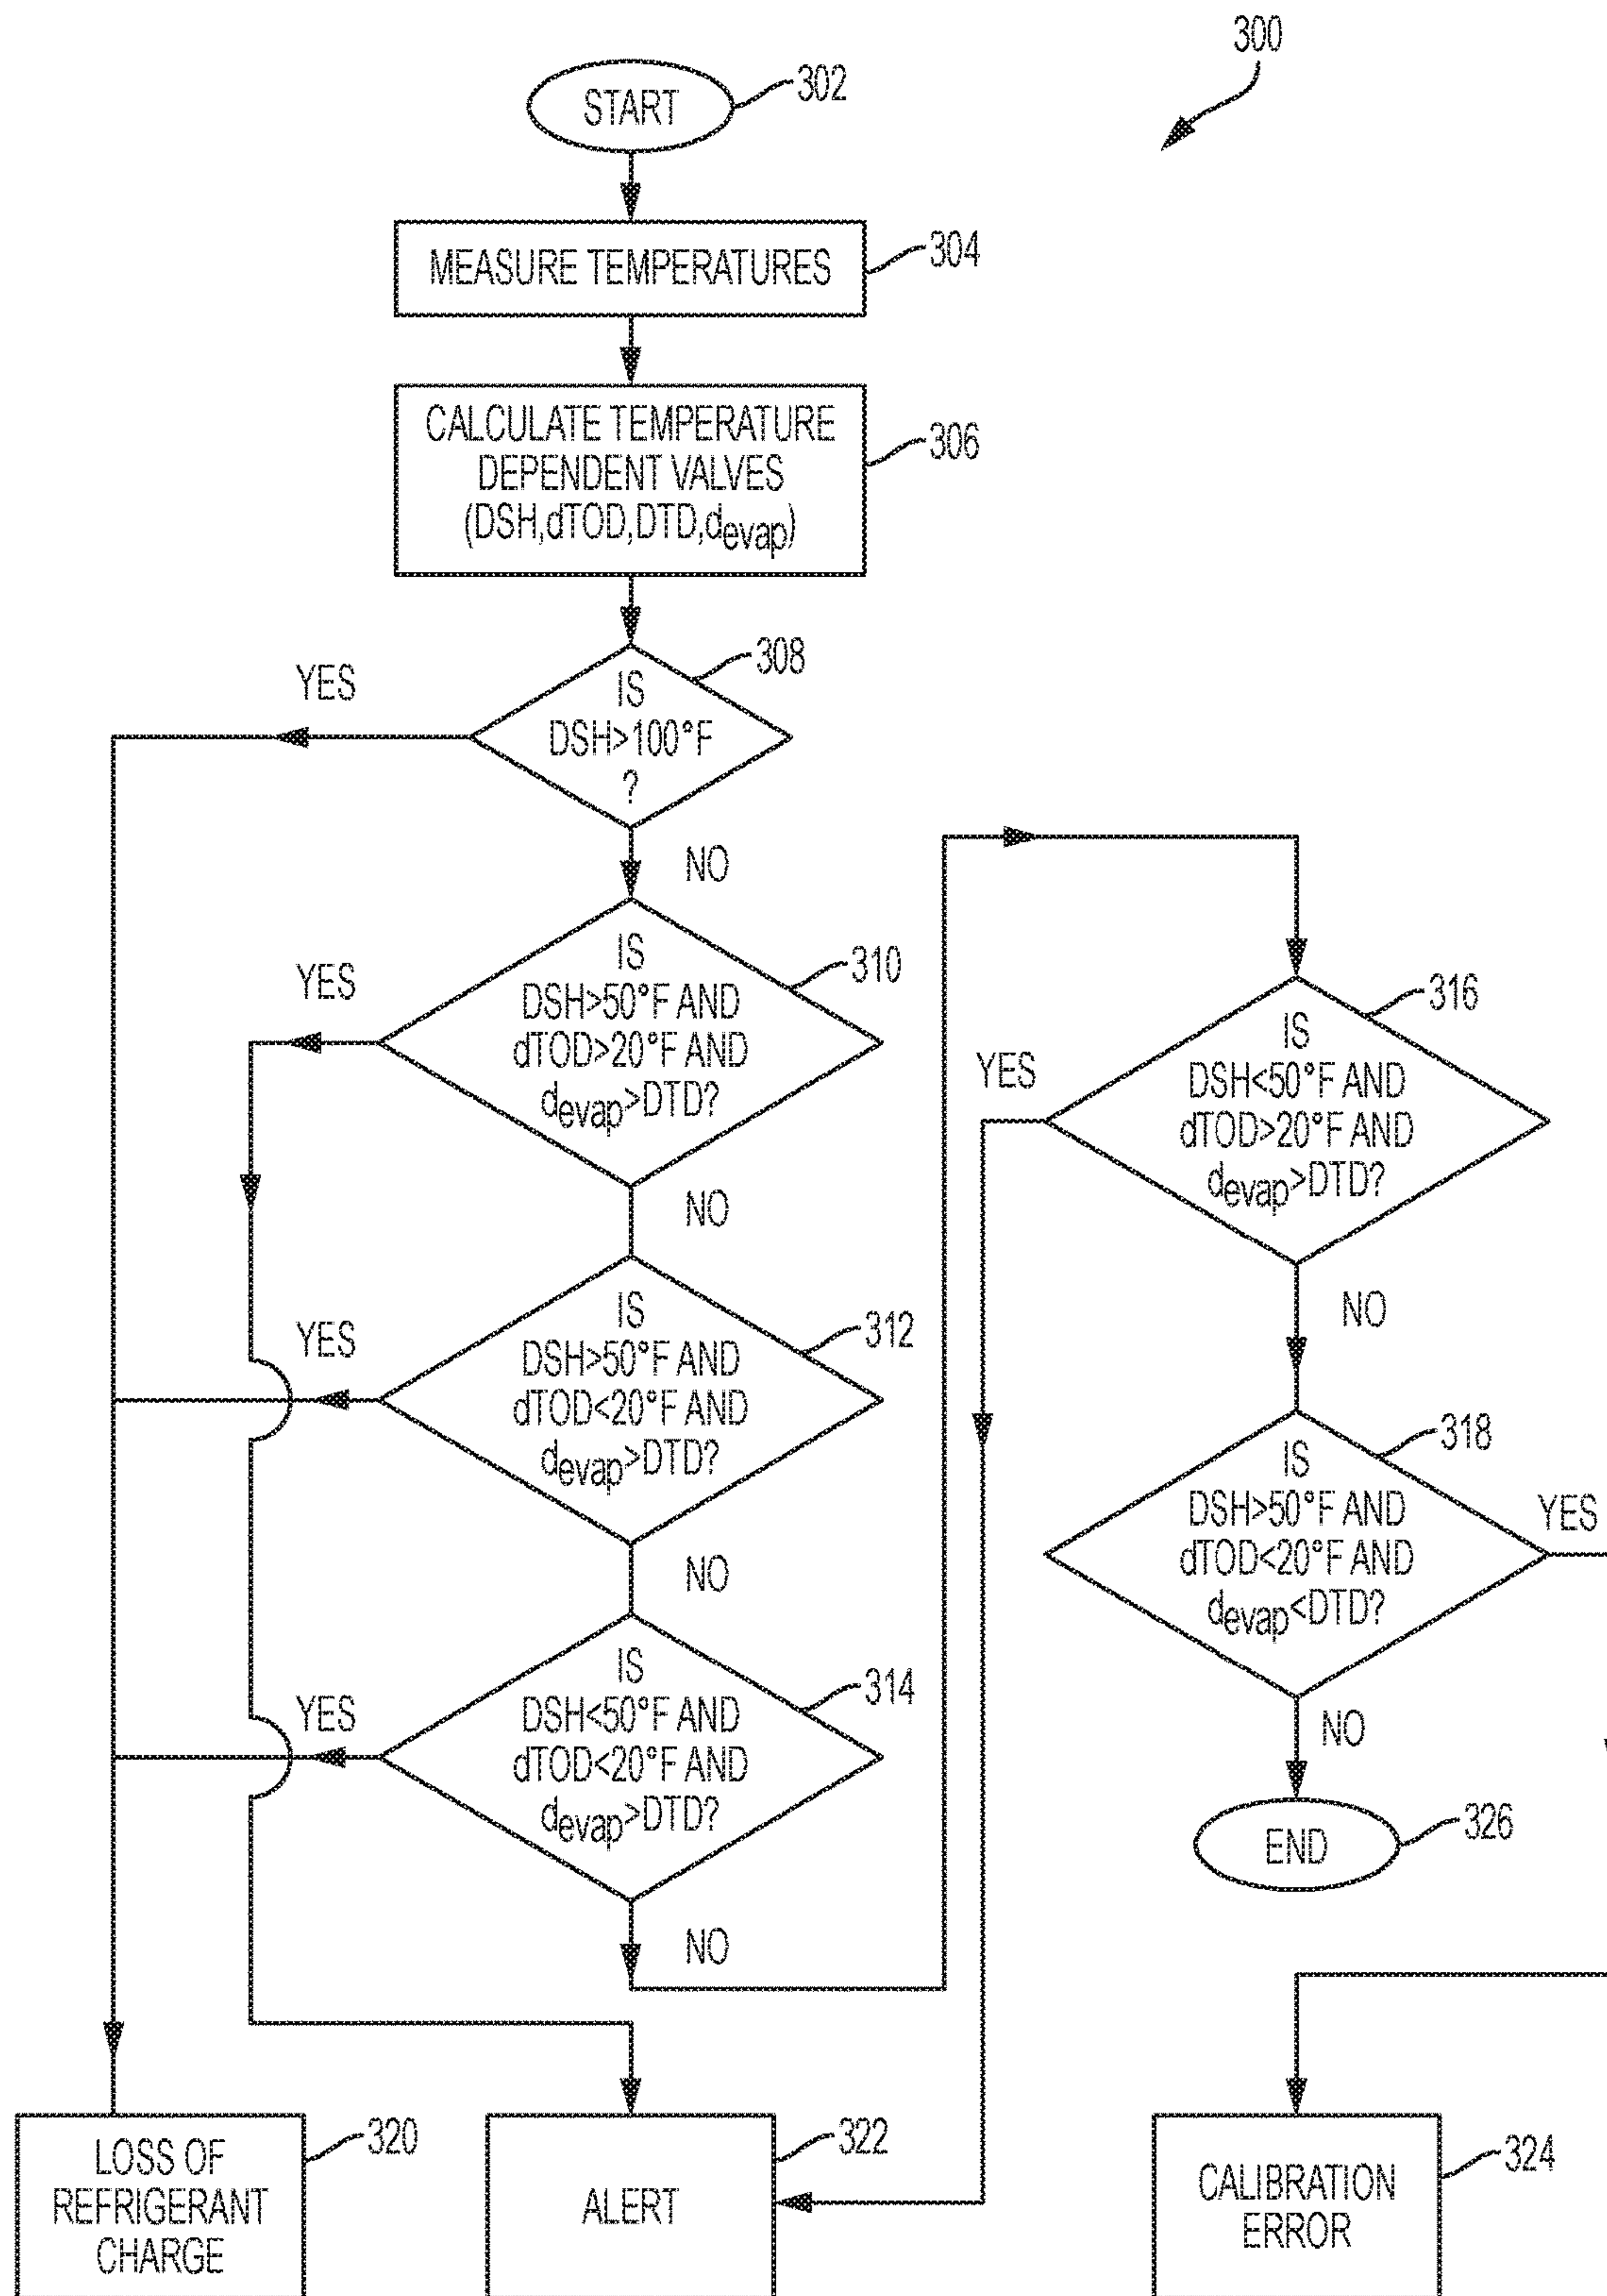 300
START
302
MEASURE TEMPERATURES
304
CALCULATE TEMPERATURE
DEPENDENT VALVES
(DSH,dTOD,DTD,devap)
306
YES
308
IS
DSH>100°F
?
NO
YES
310
IS
DSH>50°F AND
dTOD>20°F AND
devap>DTD?
NO
YES
312
IS
DSH>50°F AND
dTOD<20°F AND
devap>DTD?
NO
YES
314
IS
DSH<50°F AND
dTOD<20°F AND
devap>DTD?
NO
316
YES
IS
DSH<50°F AND
dTOD>20°F AND
devap>DTD?
NO
318
IS
DSH>50°F AND
dTOD<20°F AND
devap<DTD?
YES
NO
END
326
LOSS OF
REFRIGERANT
CHARGE
320
ALERT
322
CALIBRATION
ERROR
324